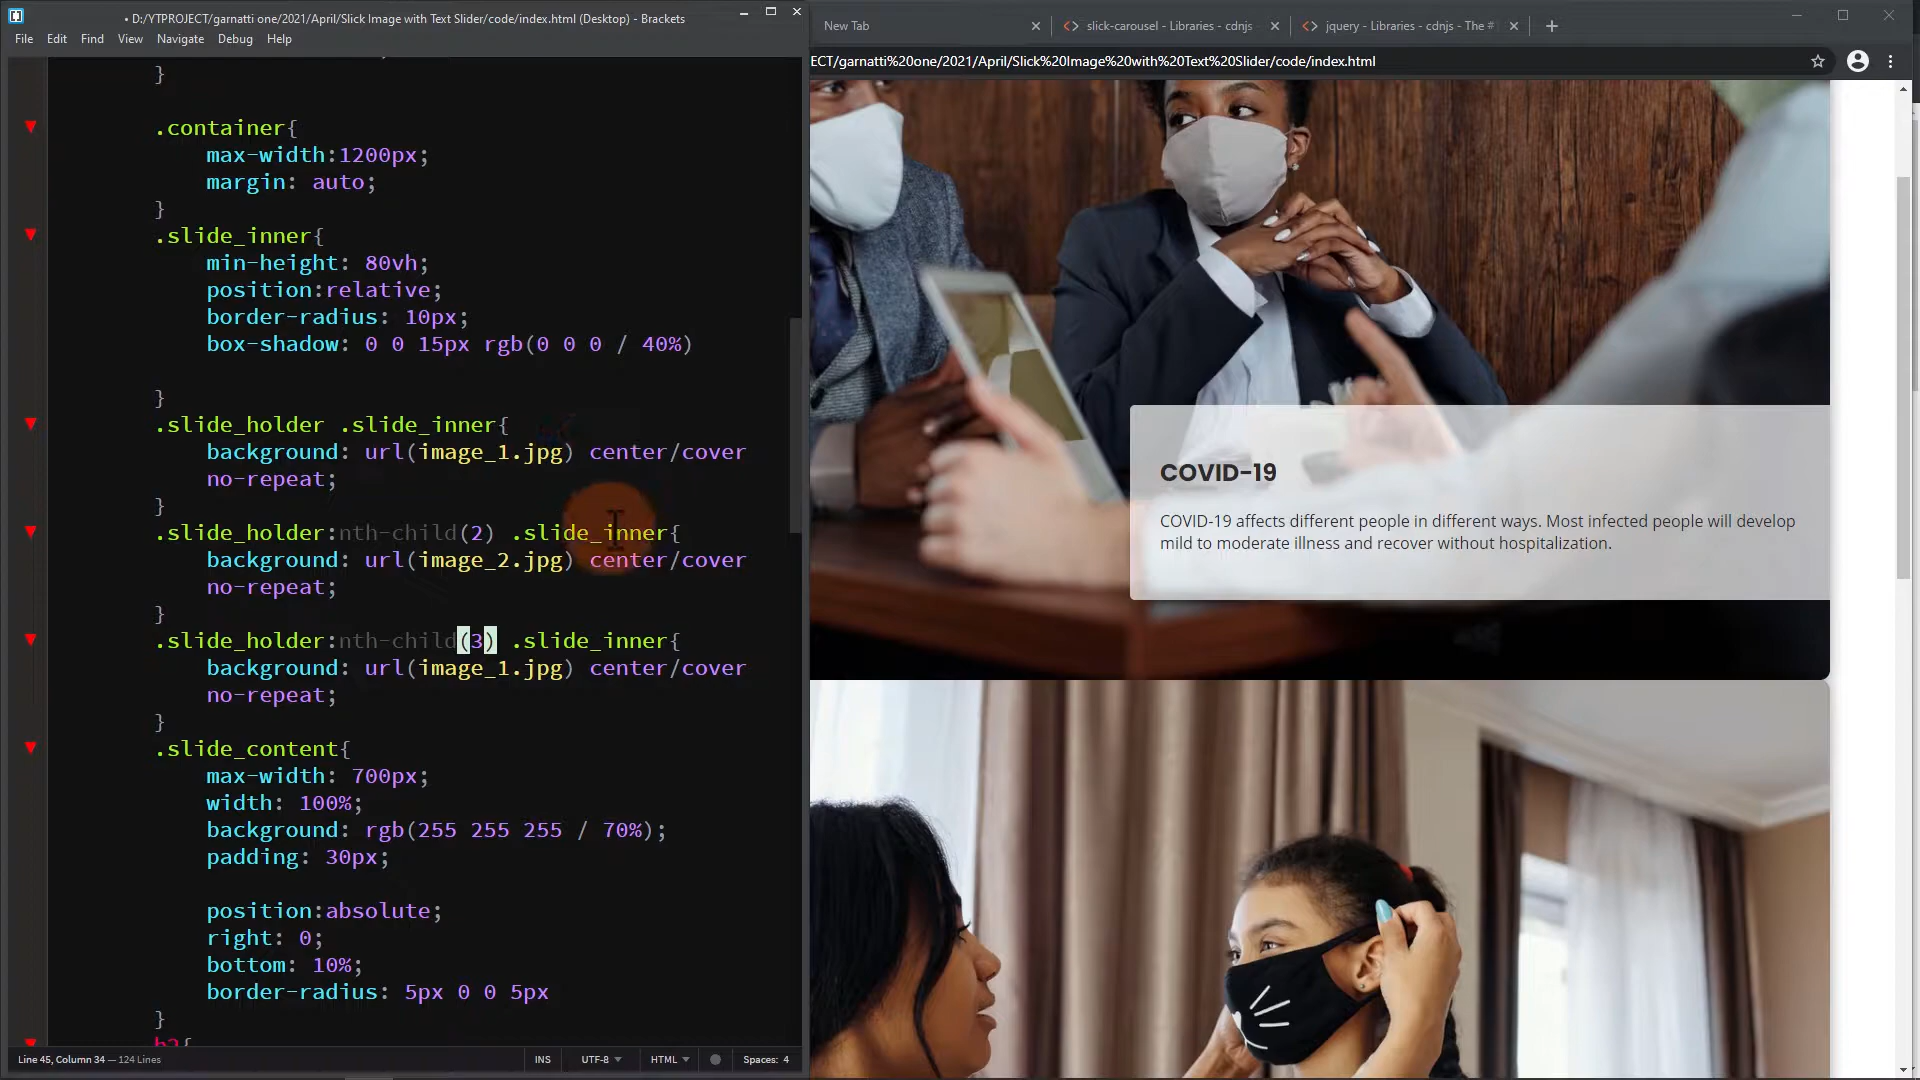 • D:/YTPROJECT/garnatti one/2021/April/Slick Image with Text Slider/code/index.html (Desktop) - Brackets
File Edit Find View Navigate Debug Help
}
.container{
max-width:1200px;
margin: auto;
}
.slide_inner{
min-height: 80vh;
position:relative;
border-radius: 10px;
box-shadow: 0 0 15px rgb(0 0 0 / 40%)
}
.slide_holder .slide_inner{
background: url(image_1.jpg) center/cover
no-repeat;
}
.slide_holder:nth-child(2) .slide_inner{
background: url(image_2.jpg) center/cover
no-repeat;
}
.slide_holder:nth-child(3) .slide_inner{
background: url(image_1.jpg) center/cover
no-repeat;
}
.slide_content{
max-width: 700px;
width: 100%;
background: rgb(255 255 255 / 70%);
padding: 30px;
position:absolute;
right: 0;
bottom: 10%;
border-radius: 5px 0 0 5px
}
h2{
Line 45, Column 34 — 124 Lines
INS UTF-8 HTML Spaces: 4
New Tab slick-carousel - Libraries - cdnjs jquery - Libraries - cdnjs - The #
ECT/garnatti%20one/2021/April/Slick%20Image%20with%20Text%20Slider/code/index.html
COVID-19
COVID-19 affects different people in different ways. Most infected people will develop
mild to moderate illness and recover without hospitalization.